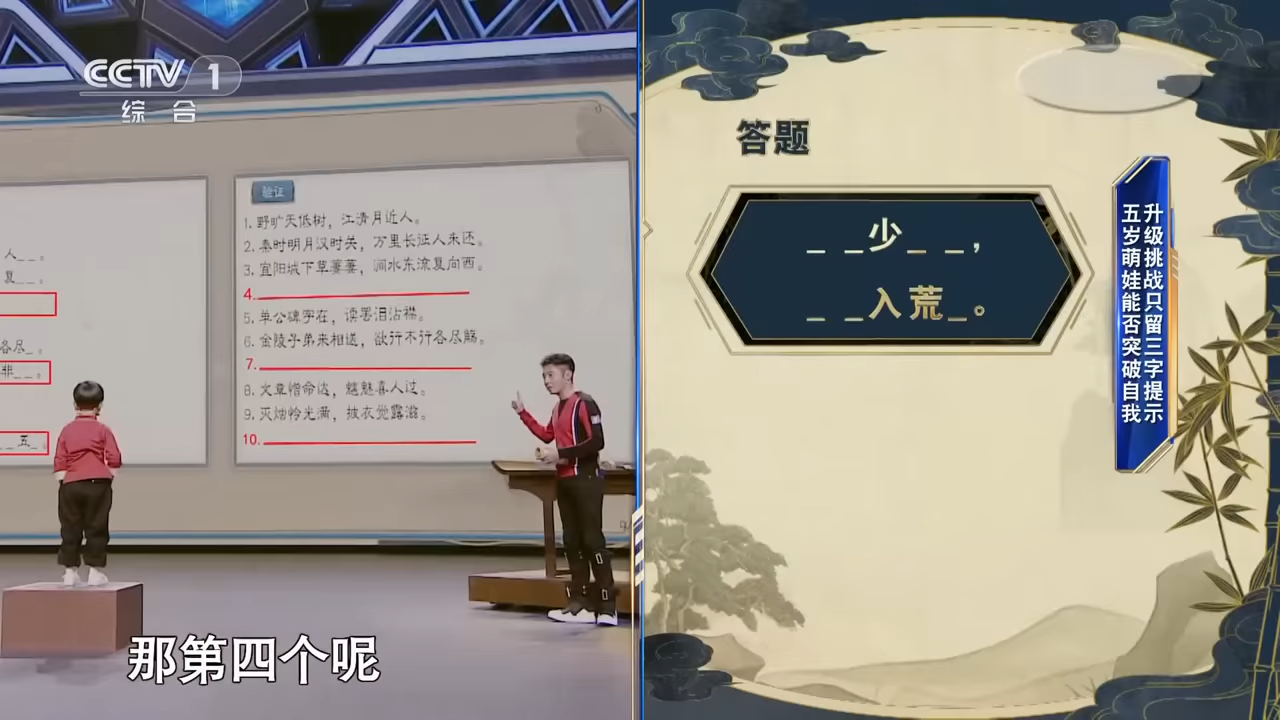 CCTV 1
综合
人_ _。
复_ _。
各尽_。
非_ _。
_ _五_。
验证
1. 野旷天低树，江清月近人。
2. 秦时明月汉时关，万里长征人未还。
3. 宜阳城下草萋萋，涧水东流复向西。
4.
5. 单公碑字在，读罢泪沾襟。
6. 金陵子弟来相送，欲行不行各尽觞。
7.
8. 文章憎命达，魑魅喜人过。
9. 灭烛怜光满，披衣觉露滋。
10.
那第四个呢
答题
_ _少_ _，
_ _入荒_。
升级挑战只留三字提示
五岁萌娃能否突破自我